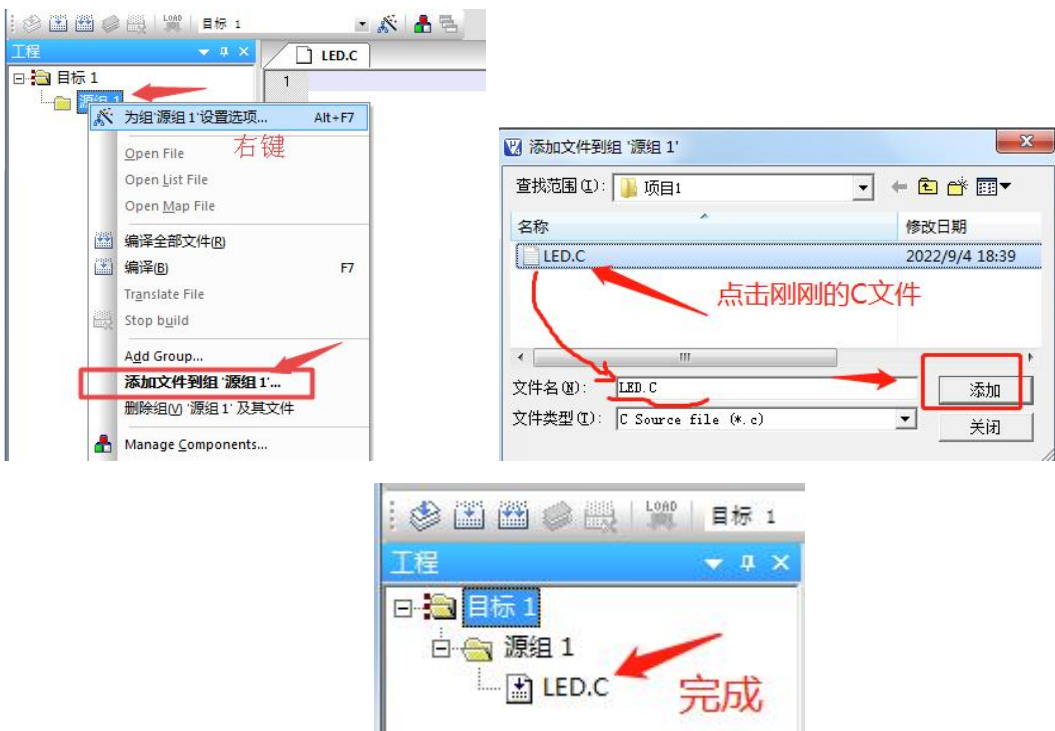 LOAD
目标 1
工程
LED.C
目标 1
1
源组 1
为组'源组 1'设置选项... Alt+F7
右键
Open File
Open List File
Open Map File
编译全部文件(R)
编译(B) F7
Translate File
Stop build
Add Group...
添加文件到组 '源组 1'...
删除组(V) '源组 1' 及其文件
Manage Components...
添加文件到组 '源组 1'
查找范围(I): 项目1
名称 修改日期
LED.C 2022/9/4 18:39
点击刚刚的C文件
文件名(N): LED.C 添加
文件类型(T): C Source file (*.c) 关闭
LOAD
目标 1
工程
目标 1
源组 1
LED.C
完成